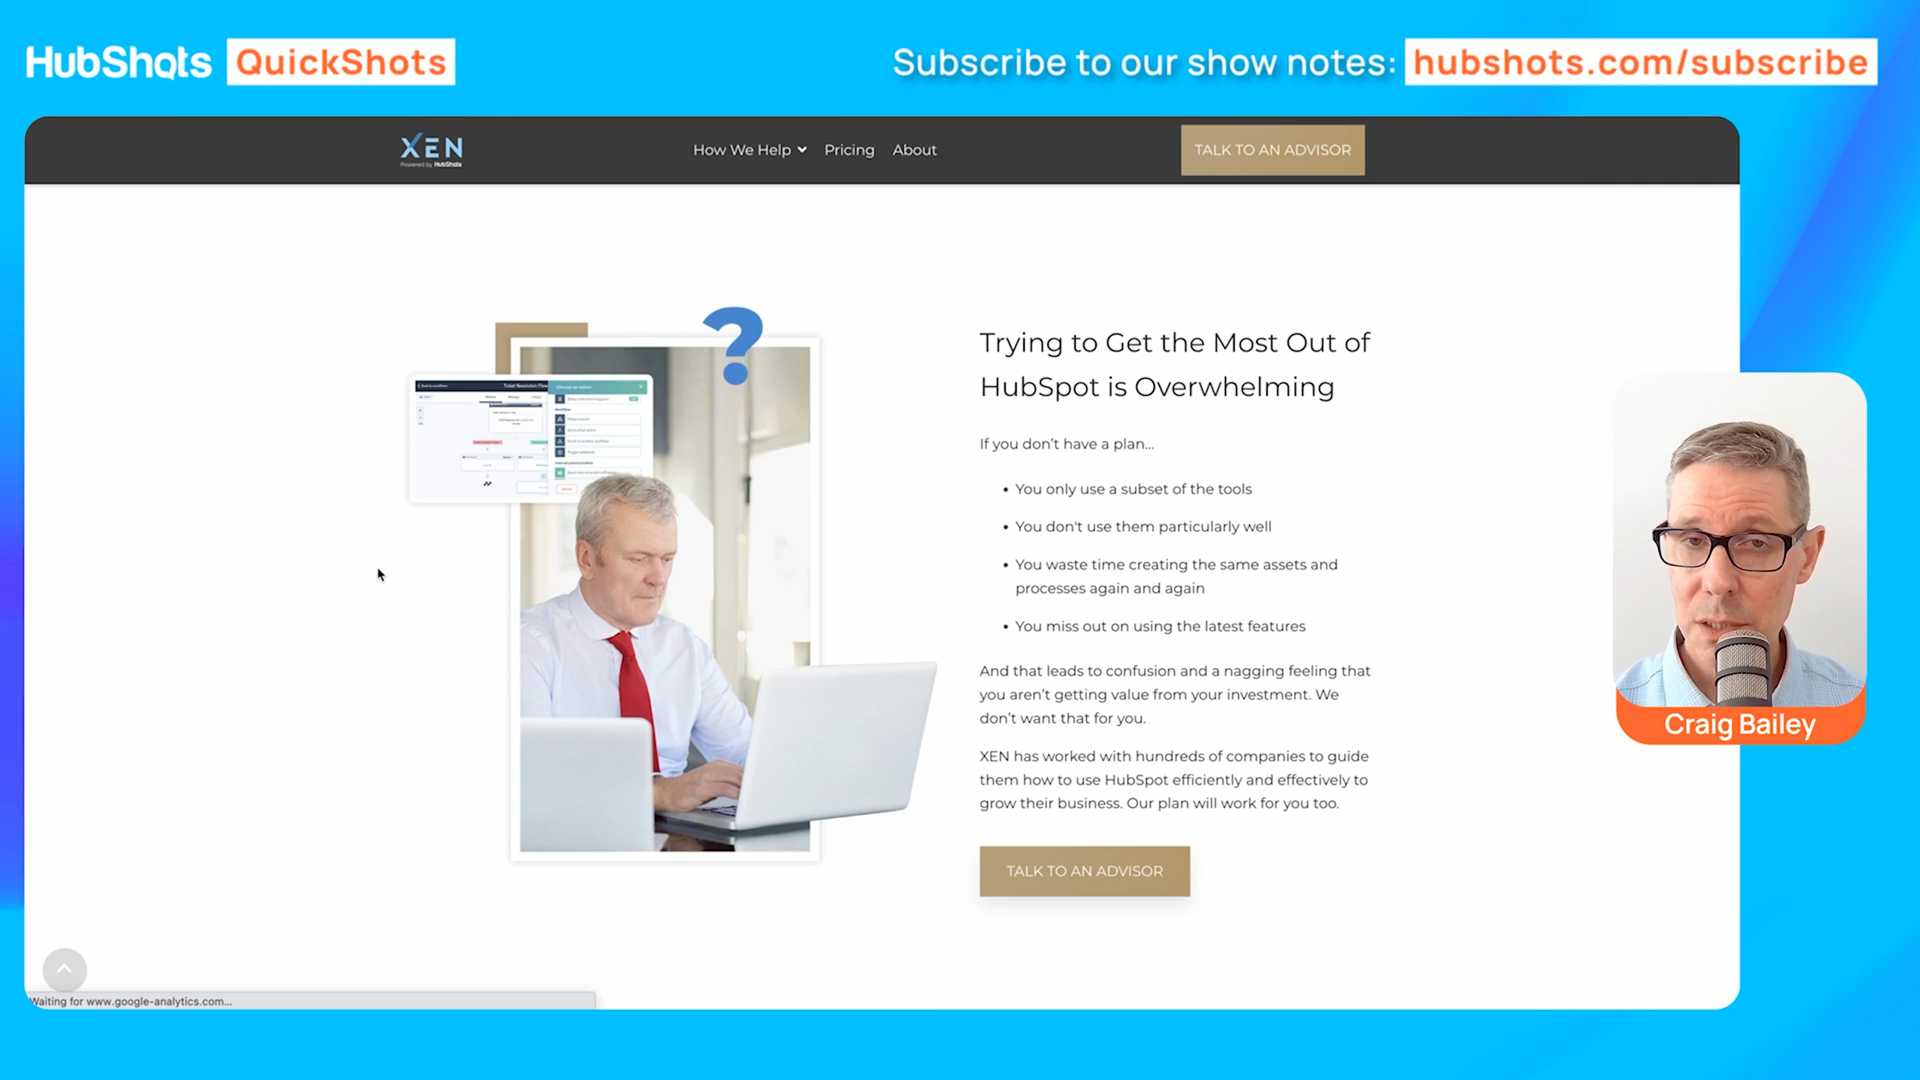 HubShots QuickShots
Subscribe to our show notes: hubshots.com/subscribe
XEN
Powered by HubShots
How We Help
Pricing
About
TALK TO AN ADVISOR
?
Trying to Get the Most Out of
HubSpot is Overwhelming
If you don't have a plan...
• You only use a subset of the tools
• You don't use them particularly well
• You waste time creating the same assets and
processes again and again
• You miss out on using the latest features
And that leads to confusion and a nagging feeling that
you aren't getting value from your investment. We
don't want that for you.
XEN has worked with hundreds of companies to guide
them how to use HubSpot efficiently and effectively to
grow their business. Our plan will work for you too.
TALK TO AN ADVISOR
Craig Bailey
Waiting for www.google-analytics.com...